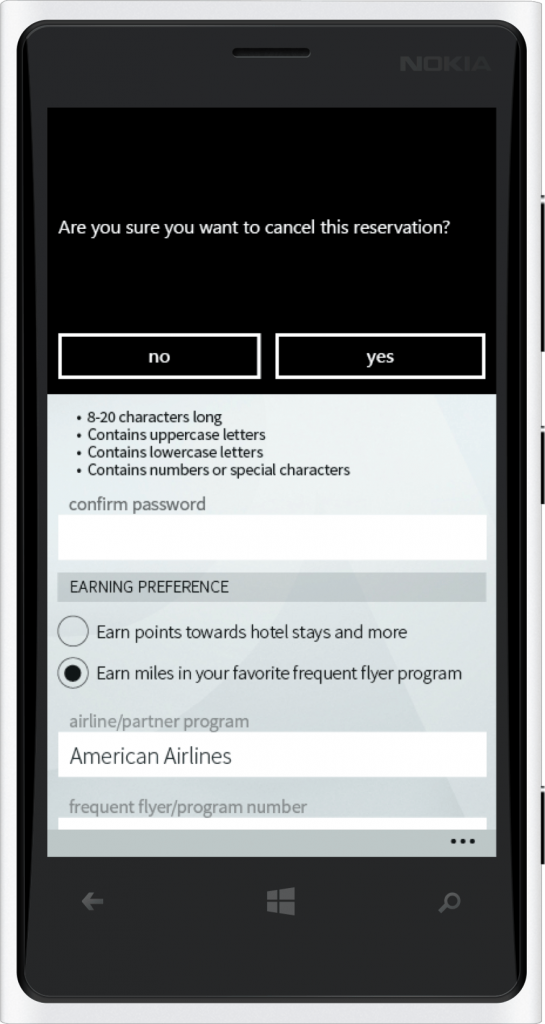 NOKIA
Are you sure you want to cancel this reservation?
no
yes
• 8-20 characters long
• Contains uppercase letters
• Contains lowercase letters
• Contains numbers or special characters
confirm password
EARNING PREFERENCE
Earn points towards hotel stays and more
Earn miles in your favorite frequent flyer program
airline/partner program
American Airlines
frequent flyer/program number